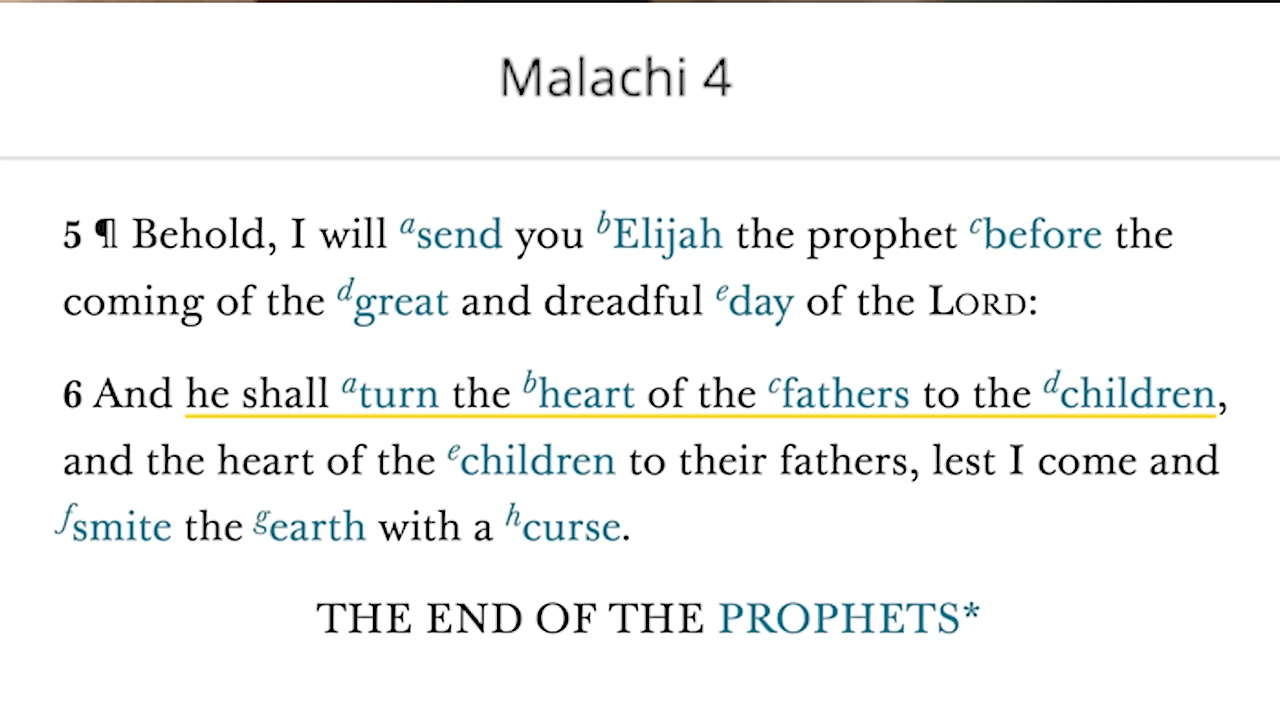 Malachi 4
5 ¶ Behold, I will ᵃsend you ᵇElijah the prophet ᶜbefore the
coming of the ᵈgreat and dreadful ᵉday of the LORD:
6 And he shall ᵃturn the ᵇheart of the ᶜfathers to the ᵈchildren,
and the heart of the ᵉchildren to their fathers, lest I come and
ᶠsmite the ᵍearth with a ʰcurse.
THE END OF THE PROPHETS*